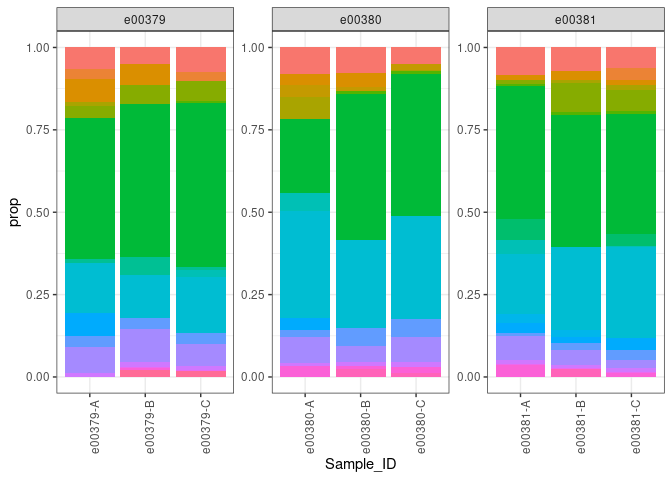 e00379
e00380
e00381
prop
1.00
0.75
0.50
0.25
0.00
1.00
0.75
0.50
0.25
0.00
1.00
0.75
0.50
0.25
0.00
e00379-A
e00379-B
e00379-C
e00380-A
e00380-B
e00380-C
e00381-A
e00381-B
e00381-C
Sample_ID